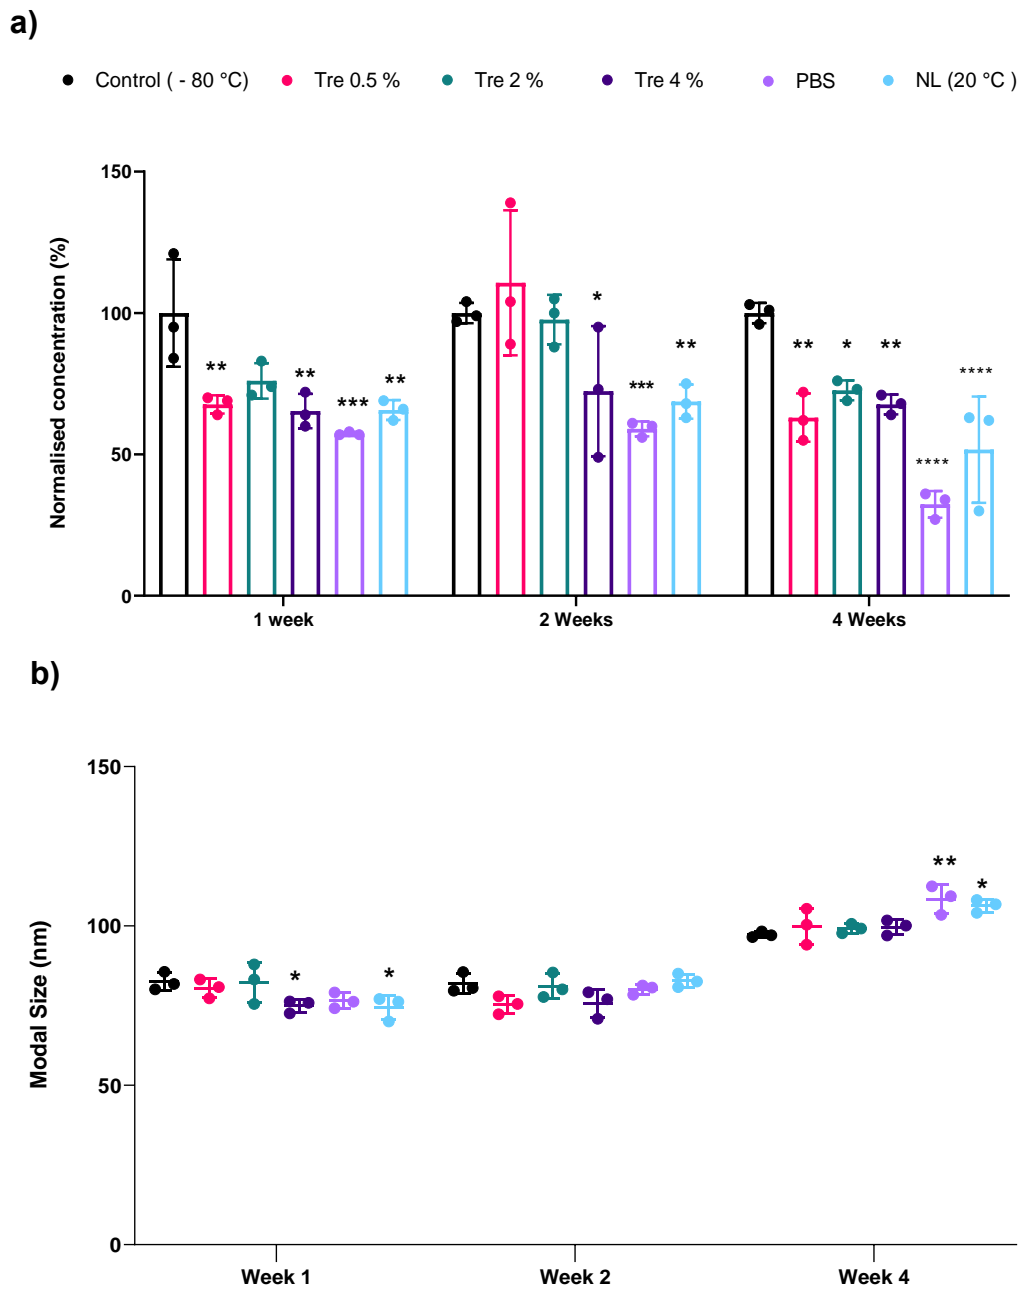 a)
Control ( - 80 °C) Tre 0.5 % Tre 2 % Tre 4 % PBS NL (20 °C )
Normalised concentration (%)
150
100
50
0
** ** *** **
* *** **
** * ** **** ****
1 week 2 Weeks 4 Weeks
b)
Modal Size (nm)
150
100
50
0
* *
** *
Week 1 Week 2 Week 4